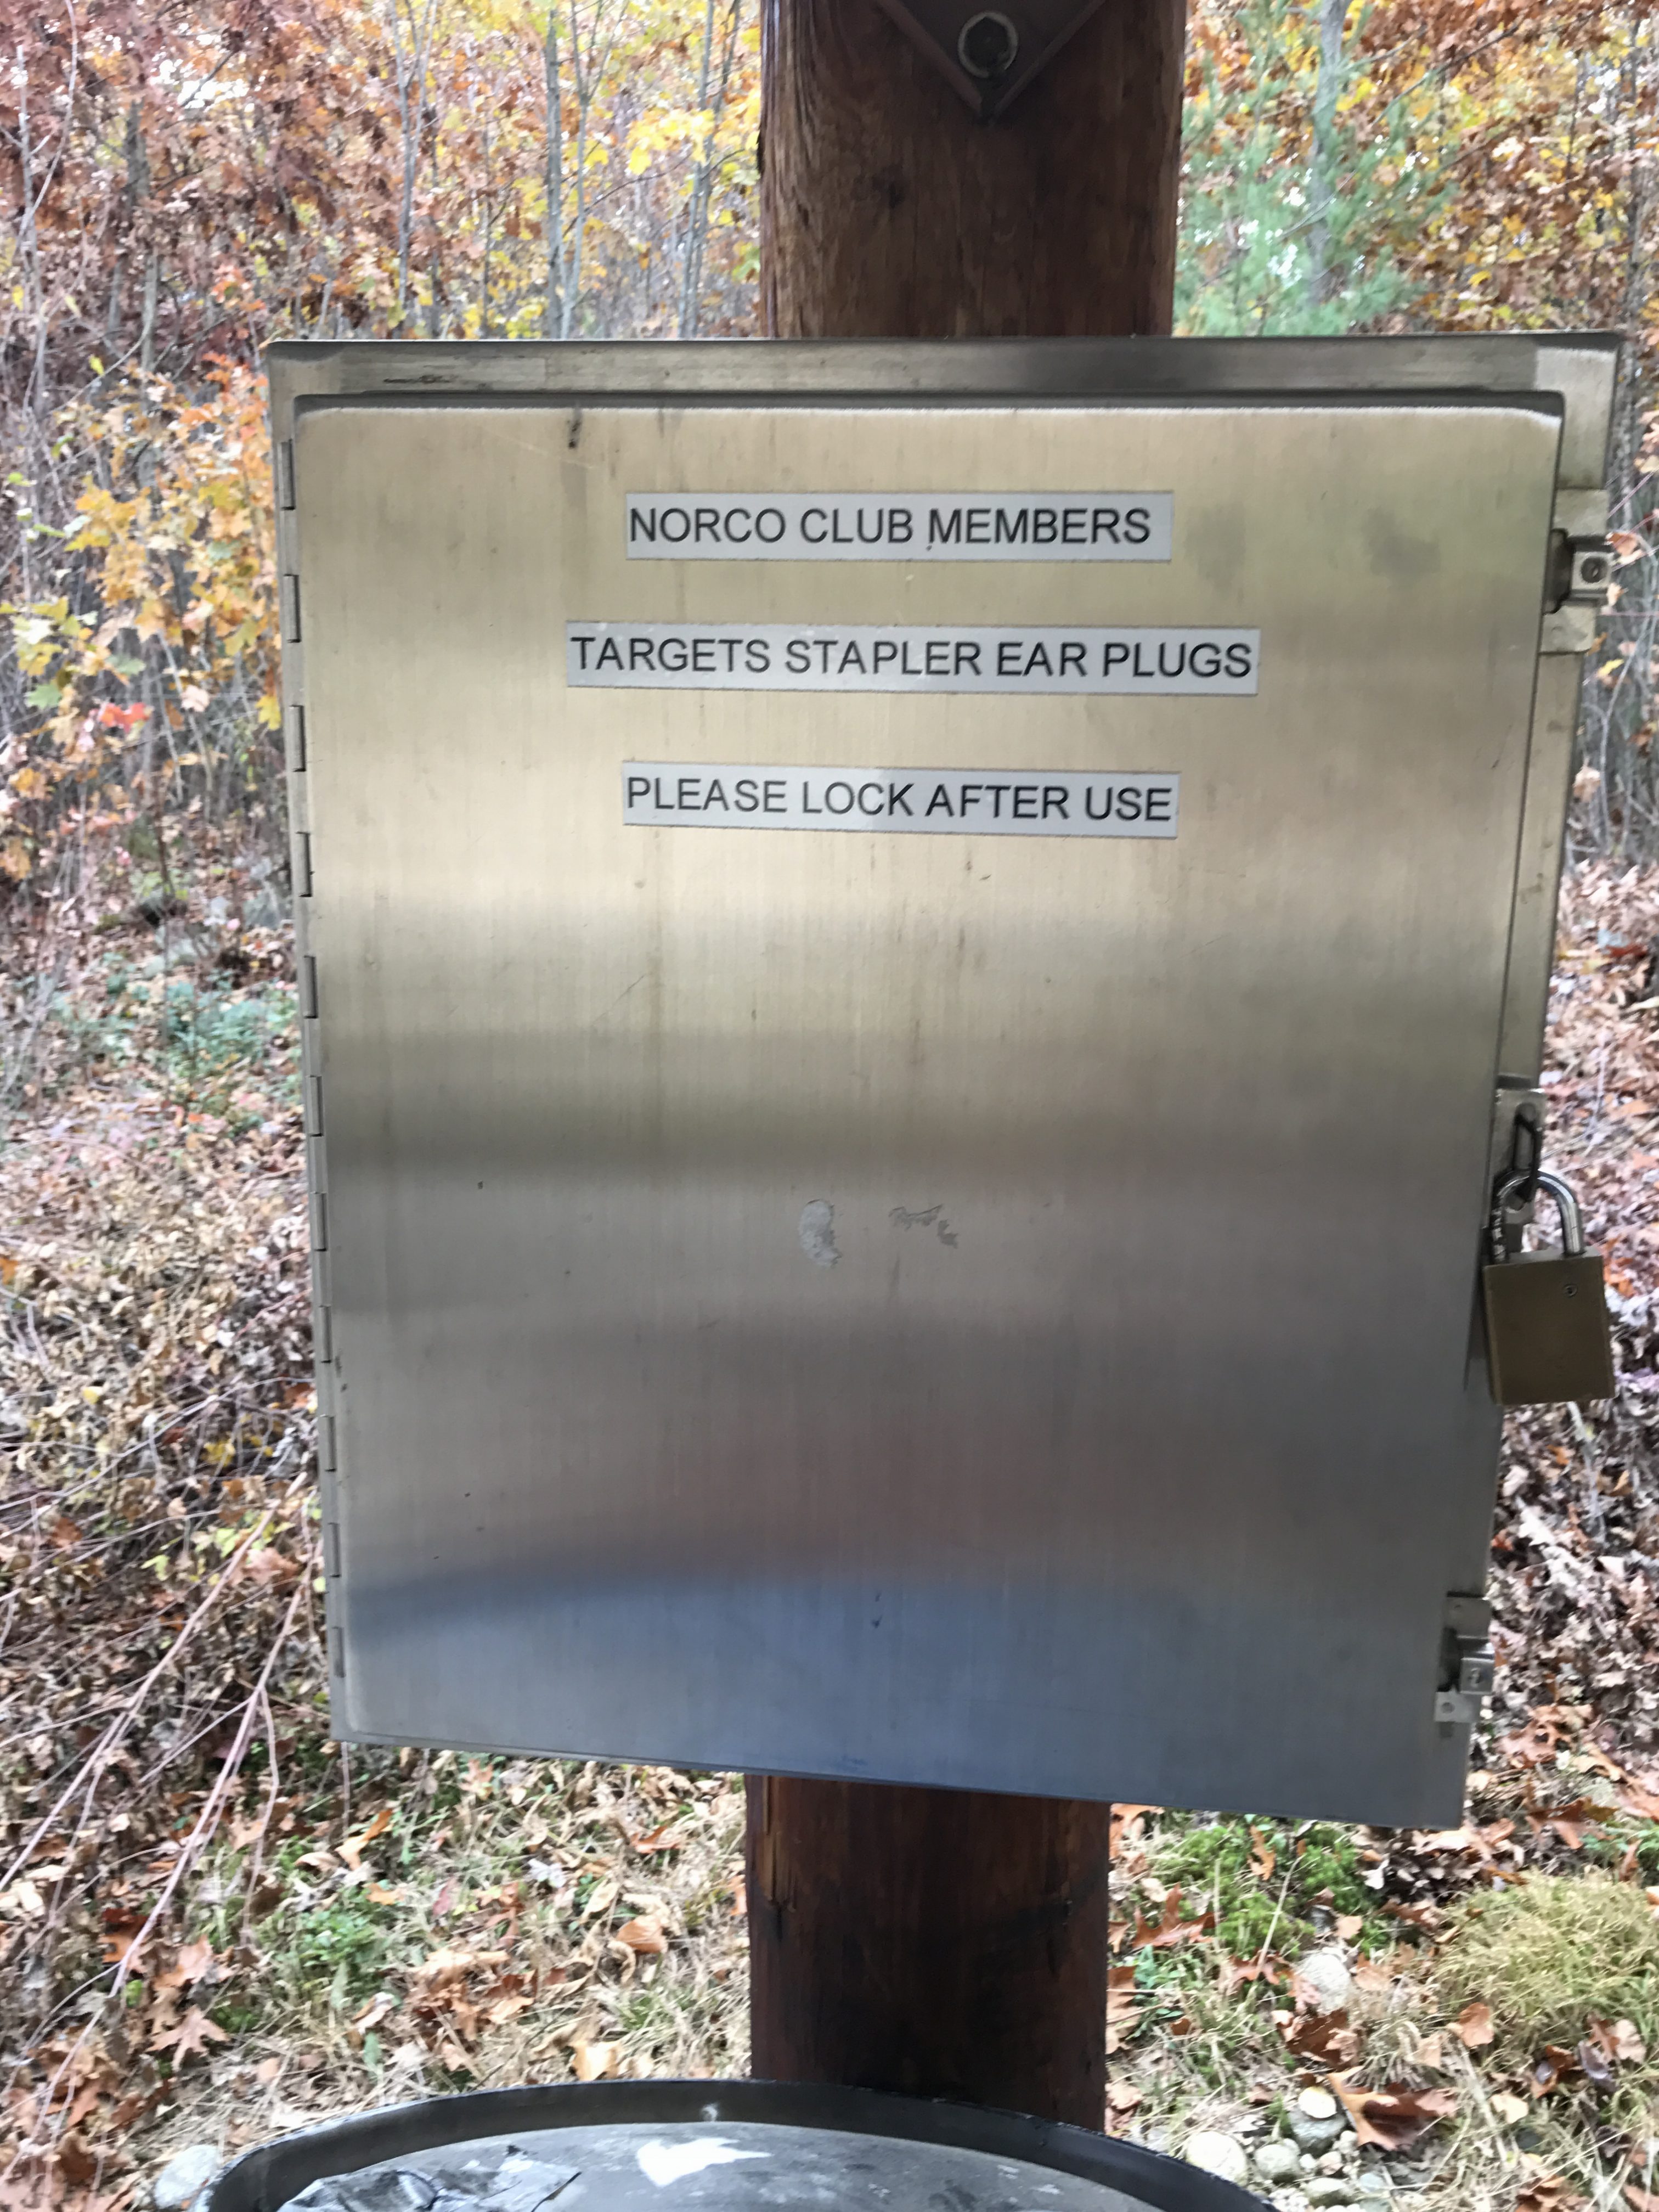 NORCO CLUB MEMBERS
TARGETS STAPLER EAR PLUGS
PLEASE LOCK AFTER USE